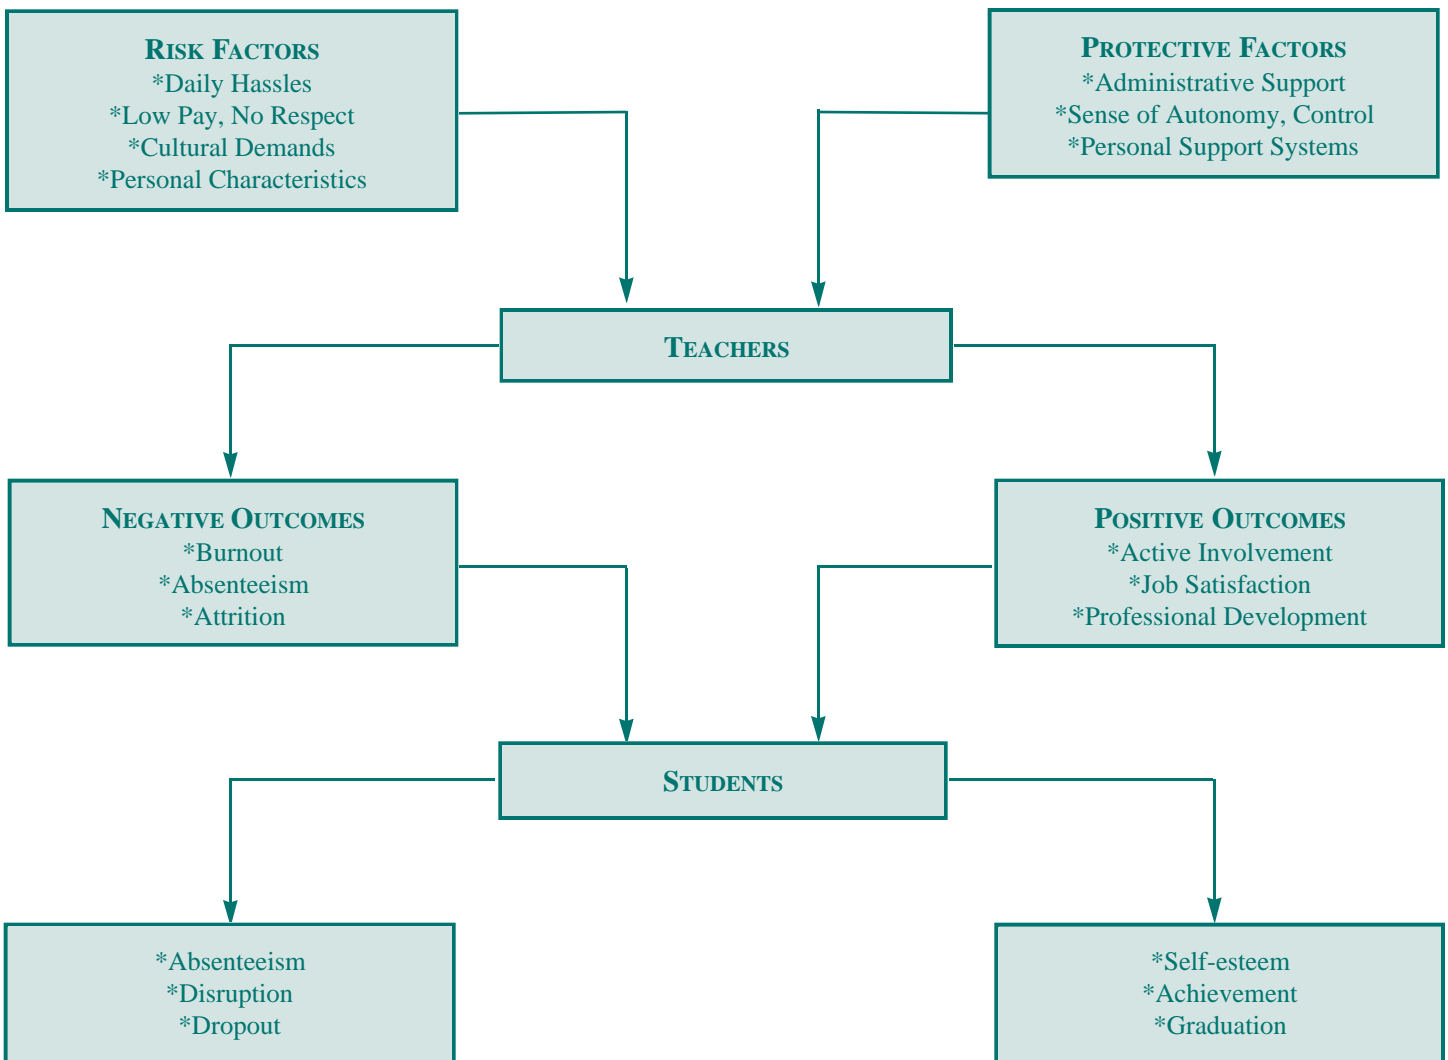 RISK FACTORS
*Daily Hassles
*Low Pay, No Respect
*Cultural Demands
*Personal Characteristics
PROTECTIVE FACTORS
*Administrative Support
*Sense of Autonomy, Control
*Personal Support Systems
TEACHERS
NEGATIVE OUTCOMES
*Burnout
*Absenteeism
*Attrition
POSITIVE OUTCOMES
*Active Involvement
*Job Satisfaction
*Professional Development
STUDENTS
*Absenteeism
*Disruption
*Dropout
*Self-esteem
*Achievement
*Graduation